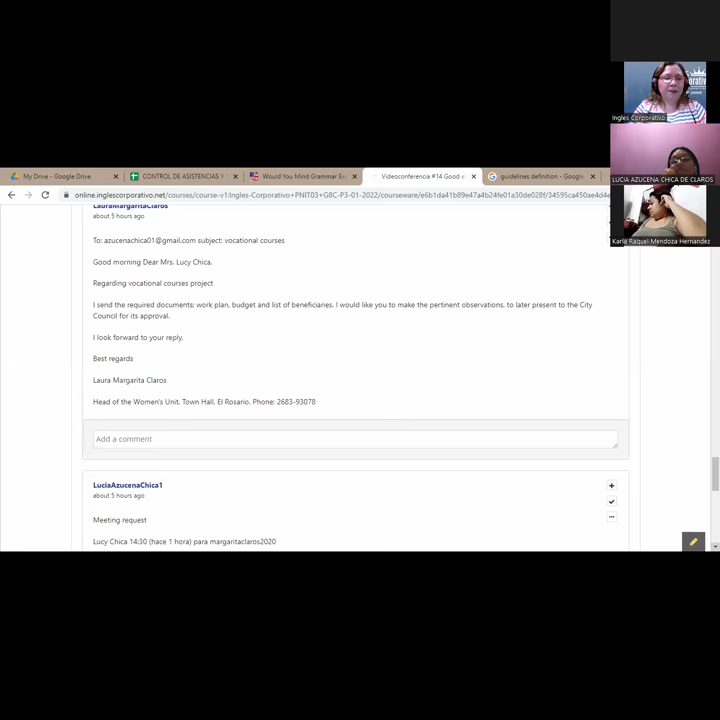 My Drive - Google Drive
CONTROL DE ASISTENCIAS Y
Would You Mind Grammar Ex
Videoconferencia #14 Good e
guidelines definition - Google
online.inglescorporativo.net/courses/course-v1:Ingles-Corporativo+PNIT03+G8C-P3-01-2022/courseware/e6b1da41b89e47a4b24fe01a30de028f/34595ca450ae4d4e
Ingles Corporativo
LUCIA AZUCENA CHICA DE CLAROS
Karla Raquel Mendoza Hernandez
LauraMargaritaClaros
about 5 hours ago
To: azucenachica01@gmail.com subject: vocational courses
Good morning Dear Mrs. Lucy Chica.
Regarding vocational courses project
I send the required documents: work plan, budget and list of beneficiaries. I would like you to make the pertinent observations, to later present to the City
Council for its approval.
I look forward to your reply.
Best regards
Laura Margarita Claros
Head of the Women's Unit, Town Hall, El Rosario. Phone: 2683-93078
Add a comment
LuciaAzucenaChica1
about 5 hours ago
Meeting request
Lucy Chica 14:30 (hace 1 hora) para margaritaclaros2020